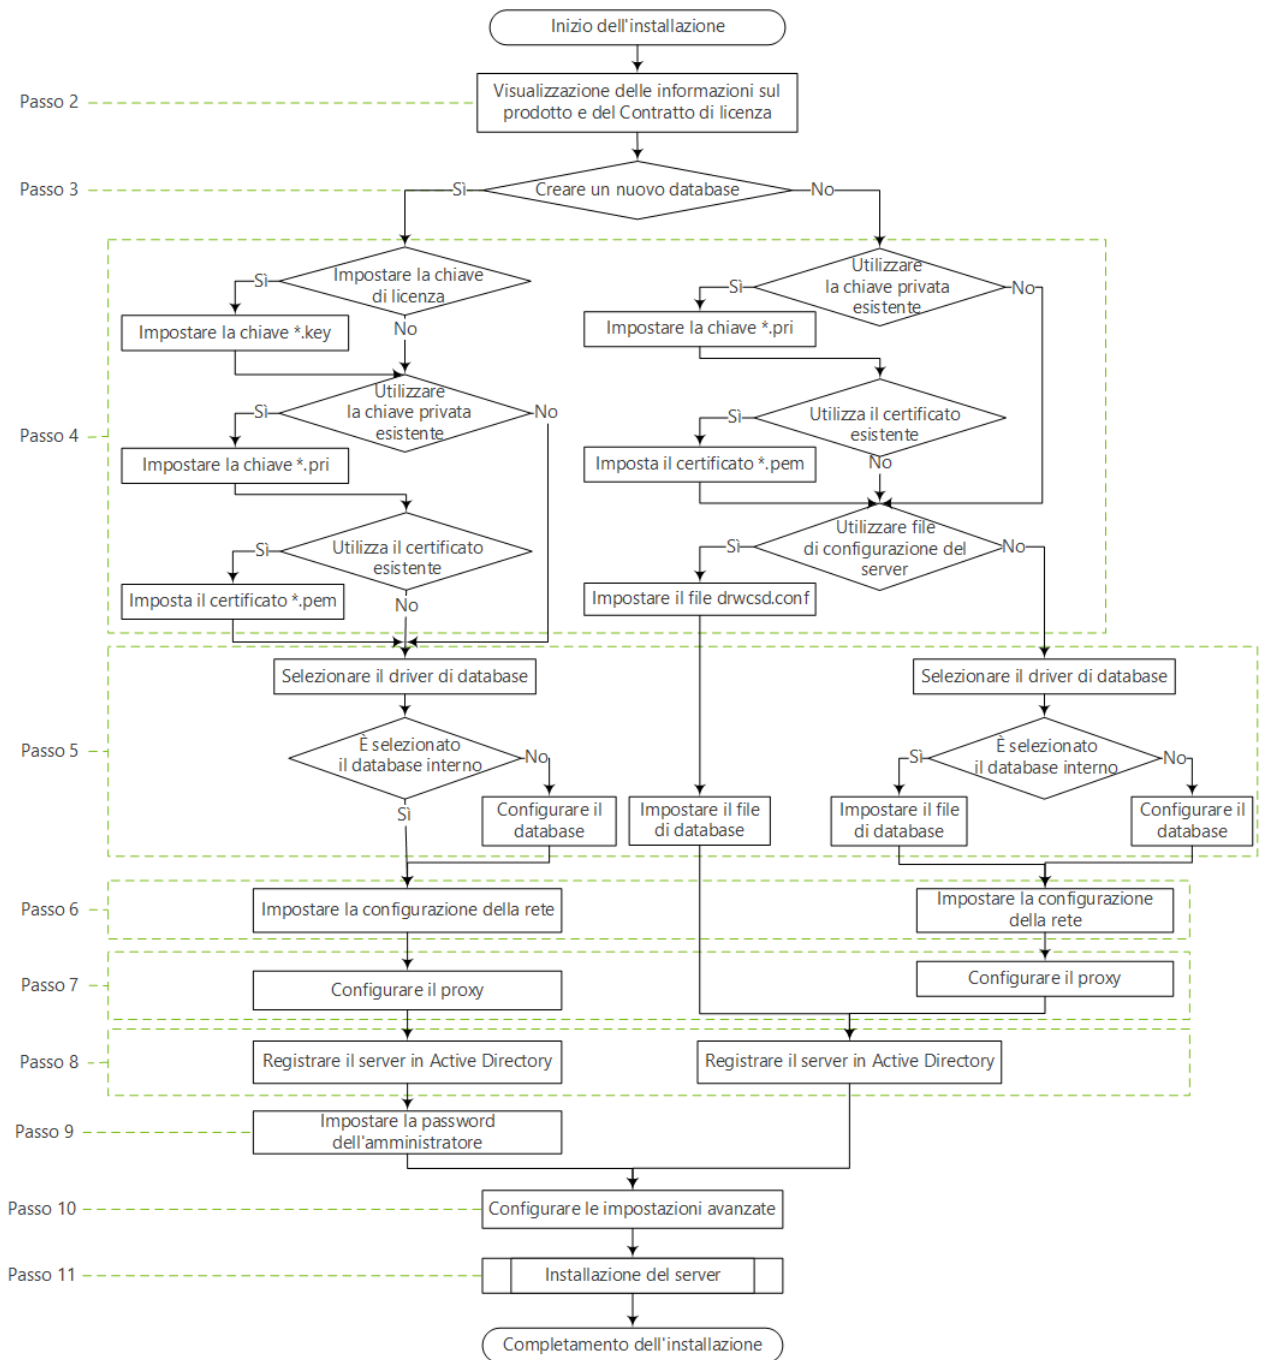 Inizio dell'installazione
Passo 2
Visualizzazione delle informazioni sul
prodotto e del Contratto di licenza
Passo 3
Sì
Creare un nuovo database
No
Passo 4
Sì
Impostare la chiave
di licenza
No
Impostare la chiave *.key
Utilizzare
la chiave privata
esistente
Sì
No
Impostare la chiave *.pri
Sì
Utilizza il certificato
esistente
No
Imposta il certificato *.pem
Utilizzare
la chiave privata
esistente
Sì
No
Impostare la chiave *.pri
Sì
Utilizza il certificato
esistente
No
Imposta il certificato *.pem
Utilizzare file
di configurazione del
server
Sì
No
Impostare il file drwcsd.conf
Passo 5
Selezionare il driver di database
È selezionato
il database interno
No
Sì
Configurare il
database
Impostare il file
di database
Selezionare il driver di database
È selezionato
il database interno
Sì
No
Impostare il file
di database
Configurare il
database
Passo 6
Impostare la configurazione della rete
Impostare la configurazione
della rete
Passo 7
Configurare il proxy
Configurare il proxy
Passo 8
Registrare il server in Active Directory
Registrare il server in Active Directory
Passo 9
Impostare la password
dell'amministratore
Passo 10
Configurare le impostazioni avanzate
Passo 11
Installazione del server
Completamento dell'installazione